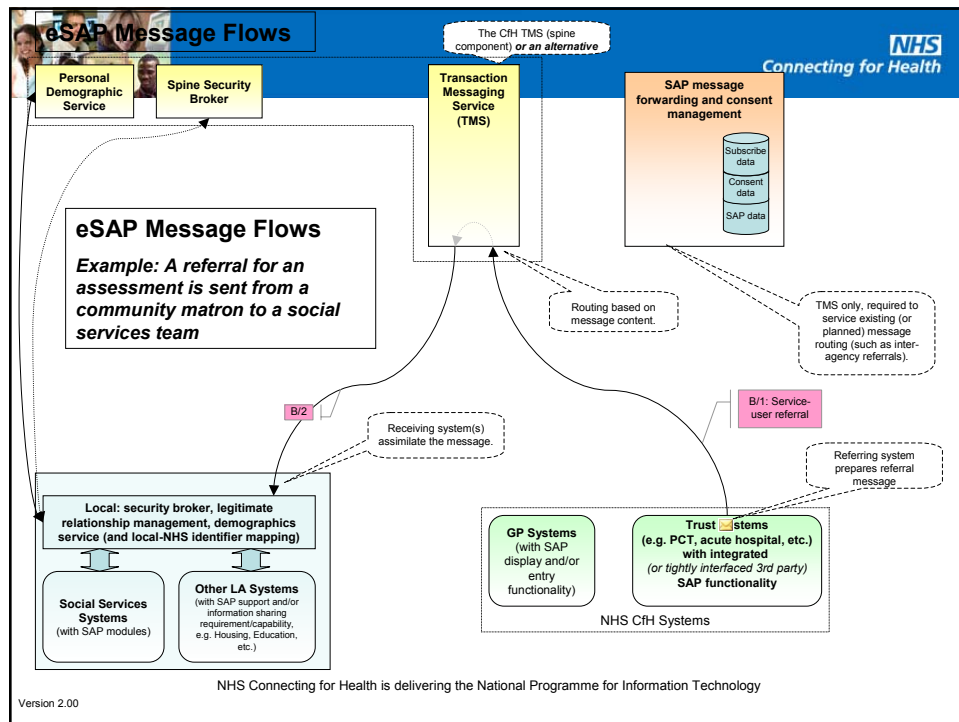 eSAP Message Flows
The CfH TMS (spine
component) or an alternative
NHS
Connecting for Health
Personal
Demographic
Service
Spine Security
Broker
Transaction
Messaging
Service
(TMS)
SAP message
forwarding and consent
management
Subscribe
data
Consent
data
SAP data
eSAP Message Flows
Example: A referral for an
assessment is sent from a
community matron to a social
services team
Routing based on
message content.
TMS only, required to
service existing (or
planned) message
routing (such as inter-
agency referrals).
B/2
B/1: Service-
user referral
Receiving system(s)
assimilate the message.
Referring system
prepares referral
message
Local: security broker, legitimate
relationship management, demographics
service (and local-NHS identifier mapping)
Social Services
Systems
(with SAP modules)
Other LA Systems
(with SAP support and/or
information sharing
requirement/capability,
e.g. Housing, Education,
etc.)
GP Systems
(with SAP
display and/or
entry
functionality)
Trust stems
(e.g. PCT, acute hospital, etc.)
with integrated
(or tightly interfaced 3rd party)
SAP functionality
NHS CfH Systems
NHS Connecting for Health is delivering the National Programme for Information Technology
Version 2.00